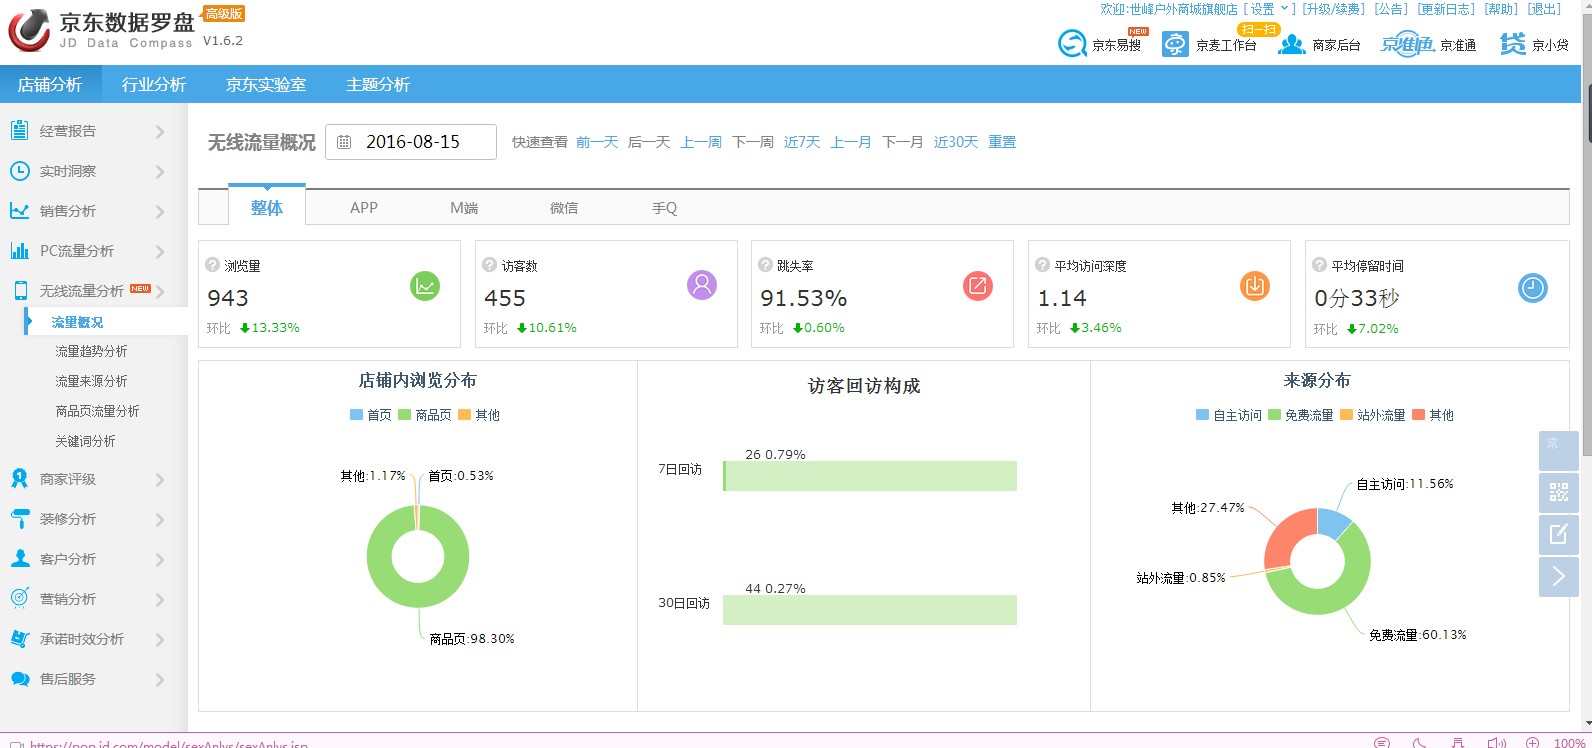 京东数据罗盘 高级版
JD Data Compass V1.6.2
欢迎:世峰户外商城旗舰店 [ 设置 ] [升级/续费] [公告] [更新日志] [帮助] [退出]
京东易搜 NEW
京麦工作台 扫一扫
商家后台
京准通 京准通
贷 京小贷
店铺分析 行业分析 京东实验室 主题分析
经营报告
实时洞察
销售分析
PC流量分析
无线流量分析 NEW
流量概况
流量趋势分析
流量来源分析
商品页流量分析
关键词分析
商家评级
装修分析
客户分析
营销分析
承诺时效分析
售后服务
无线流量概况 2016-08-15 快速查看 前一天 后一天 上一周 下一周 近7天 上一月 下一月 近30天 重置
整体 APP M端 微信 手Q
? 浏览量
943
环比 13.33%
? 访客数
455
环比 10.61%
? 跳失率
91.53%
环比 0.60%
? 平均访问深度
1.14
环比 3.46%
? 平均停留时间
0分33秒
环比 7.02%
店铺内浏览分布
首页 商品页 其他
其他:1.17% 首页:0.53%
商品页:98.30%
访客回访构成
26 0.79%
7日回访
44 0.27%
30日回访
来源分布
自主访问 免费流量 站外流量 其他
自主访问:11.56%
其他:27.47%
站外流量:0.85%
免费流量:60.13%
常
https://pop.jd.com/model/sexAnlys/sexAnlys.jsp
100%